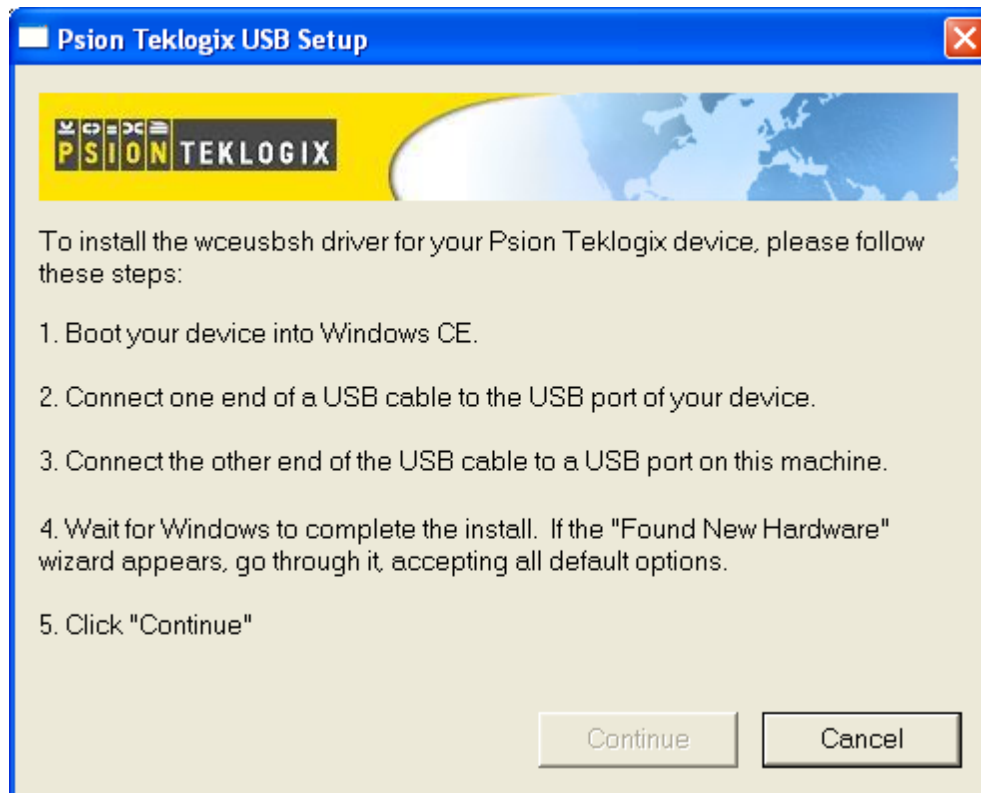 Psion Teklogix USB Setup
PSION TEKLOGIX
To install the wceusbsh driver for your Psion Teklogix device, please follow
these steps:
1. Boot your device into Windows CE.
2. Connect one end of a USB cable to the USB port of your device.
3. Connect the other end of the USB cable to a USB port on this machine.
4. Wait for Windows to complete the install.  If the "Found New Hardware"
wizard appears, go through it, accepting all default options.
5. Click "Continue"
Continue
Cancel